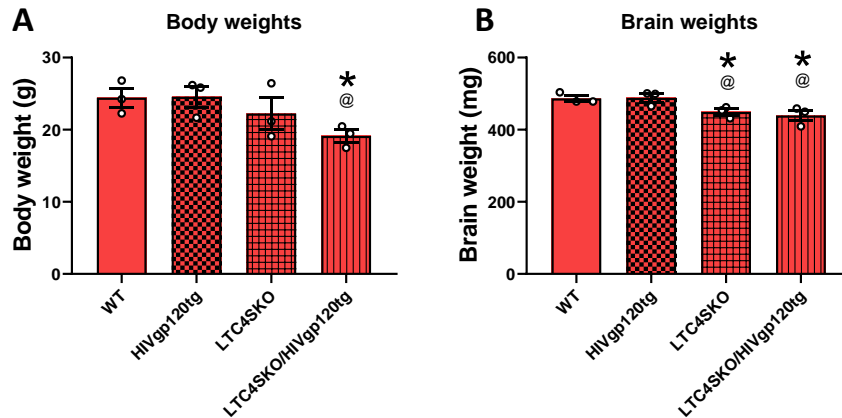 A
Body weights
Body weight (g)
30
20
10
0
*
@
WT
HIVgp120tg
LTC4SKO
LTC4SKO/HIVgp120tg
B
Brain weights
Brain weight (mg)
600
400
200
0
*
@
*
@
WT
HIVgp120tg
LTC4SKO
LTC4SKO/HIVgp120tg